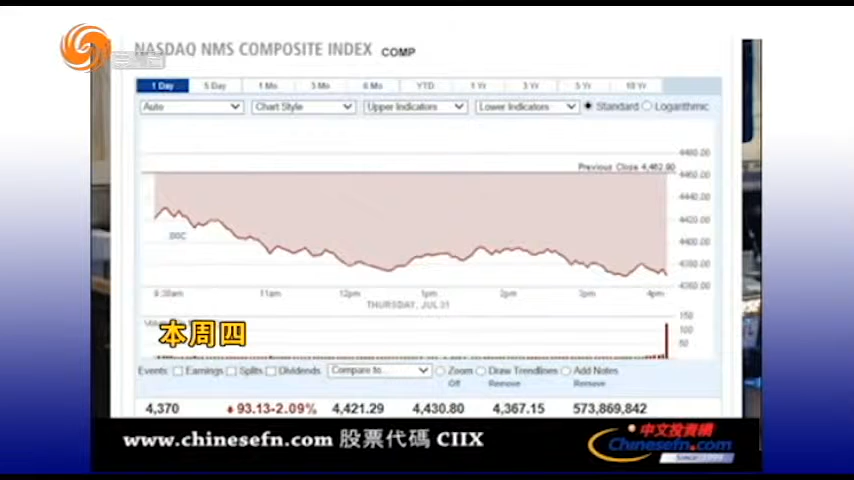 NASDAQ NMS COMPOSITE INDEX COMP
1 Day 5 Day 1 Mo 3 Mo 6 Mo YTD 1 Yr 3 Yr 5 Yr 10 Yr
Auto Chart Style Upper Indicators Lower Indicators Standard Logarithmic
4480.00
Previous Close 4,462.90
4460.00
4440.00
4420.00
4400.00
4380.00
4360.00
9:30am 11am 12pm 1pm 2pm 3pm 4pm
THURSDAY, JUL 31
150
100
50
本周四
Events Earnings Splits Dividends Compare to... Zoom Draw Trendlines Add Notes
Off Remove Remove
4,370 93.13 -2.09% 4,421.29 4,430.80 4,367.15 573,869,842
www.chinesefn.com 股票代碼 CIIX
中文投資網
Chinesefn.com
Since 1999